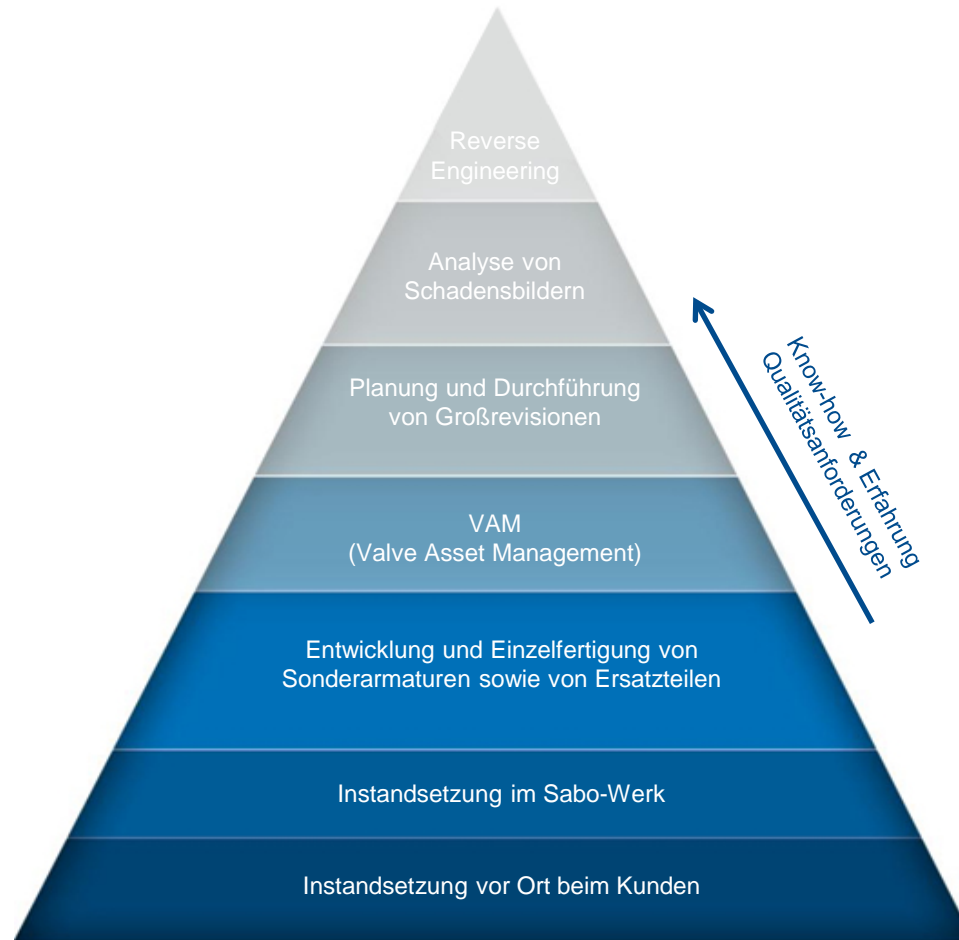 Reverse
Engineering
Analyse von
Schadensbildern
Planung und Durchführung
von Großrevisionen
VAM
(Valve Asset Management)
Entwicklung und Einzelfertigung von
Sonderarmaturen sowie von Ersatzteilen
Instandsetzung im Sabo-Werk
Instandsetzung vor Ort beim Kunden
Know-how & Erfahrung
Qualitätsanforderungen